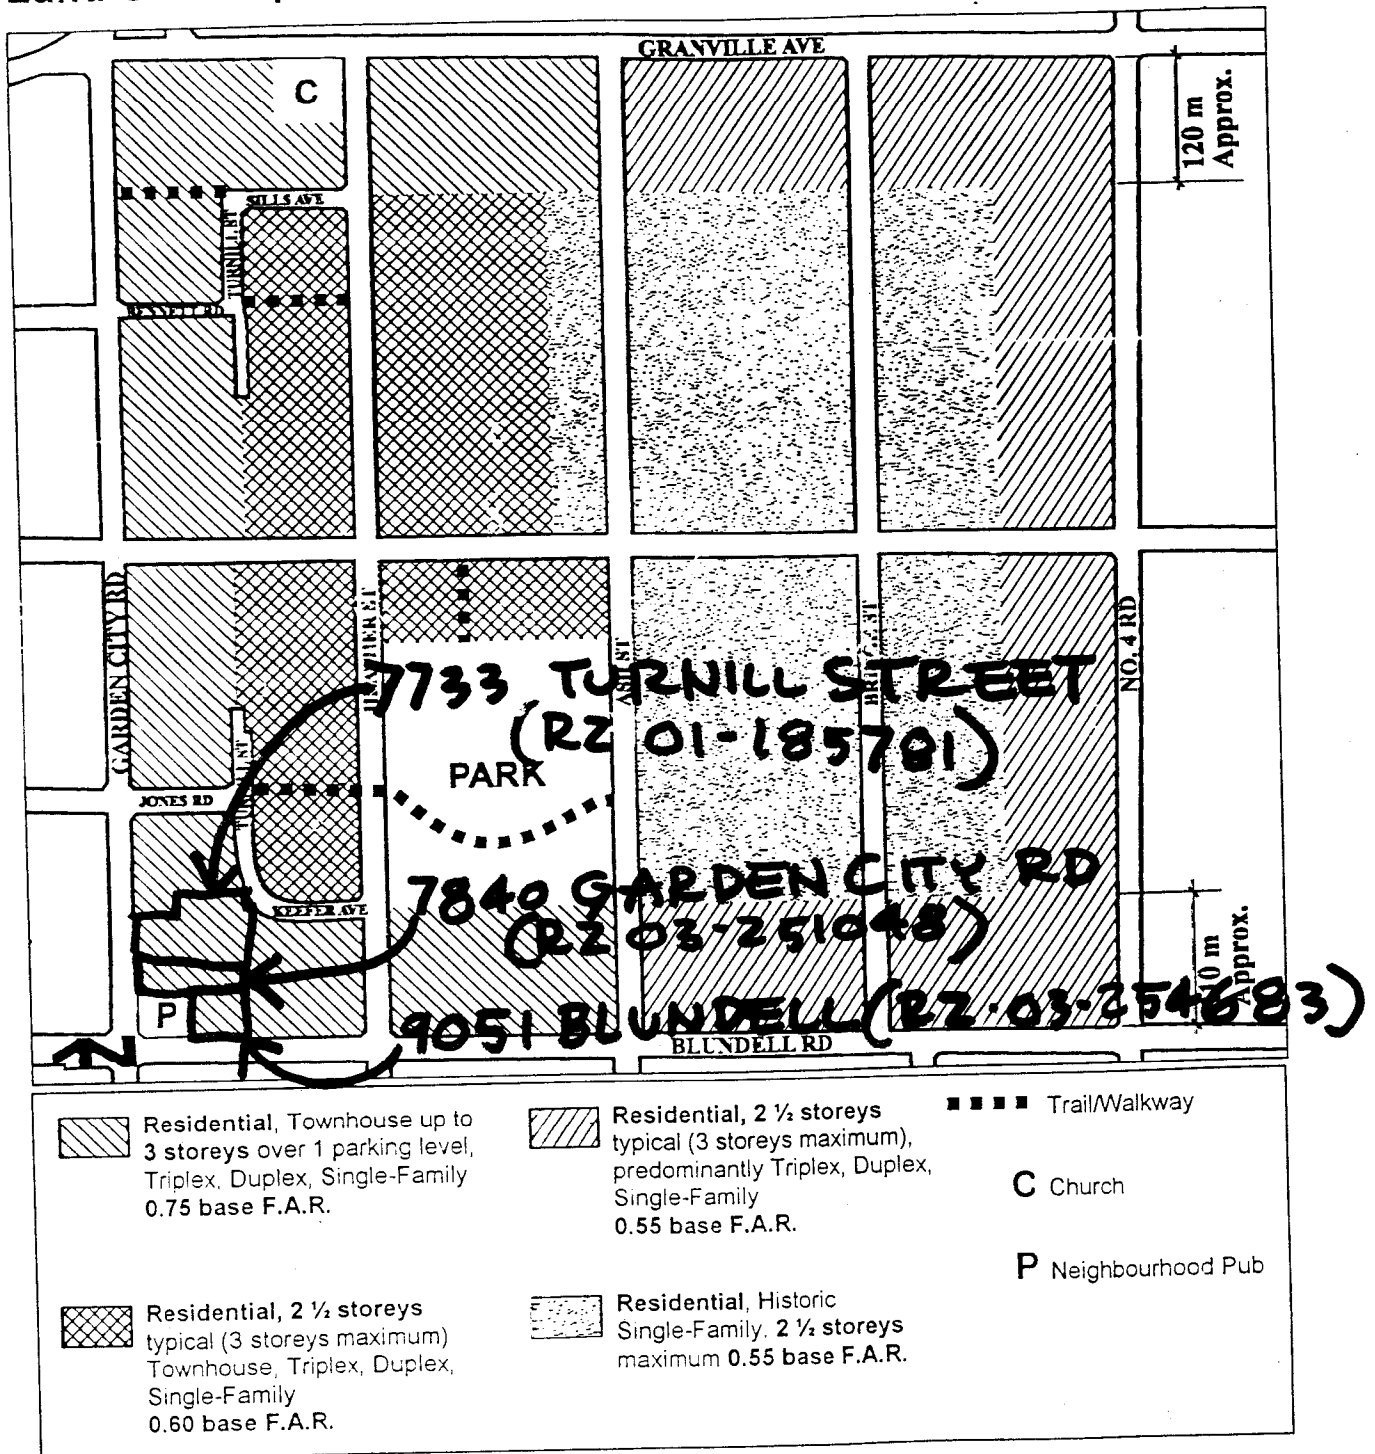 GRANVILLE AVE
C
120 m
Approx.
SILLS AVE
TURNILL ST
BENNETT RD
GARDEN CITY RD
ASH ST
NO. 4 RD
7733 TURNILL STREET
(RZ 01-185781)
PARK
JONES RD
7840 GARDEN CITY RD
(RZ 03-251048)
KEEFER AVE
Approx.
P
9051 BLUNDELL (RZ.03-254683)
BLUNDELL RD
Residential, Townhouse up to
3 storeys over 1 parking level,
Triplex, Duplex, Single-Family
0.75 base F.A.R.
Residential, 2 ½ storeys
typical (3 storeys maximum),
predominantly Triplex, Duplex,
Single-Family
0.55 base F.A.R.
Trail/Walkway
C Church
P Neighbourhood Pub
Residential, 2 ½ storeys
typical (3 storeys maximum)
Townhouse, Triplex, Duplex,
Single-Family
0.60 base F.A.R.
Residential, Historic
Single-Family, 2 ½ storeys
maximum 0.55 base F.A.R.